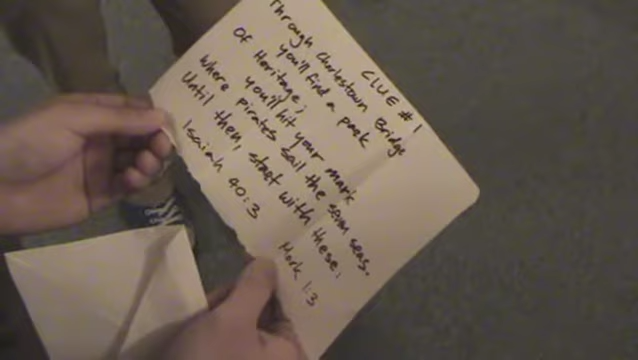 CLUE #1
Through Charlestown Bridge
you'll find a park
Of Heritage;
you'll hit your mark
Where pirates sail the seven seas.
Until then, start with these:
Isaiah 40:3
Mark 1:3